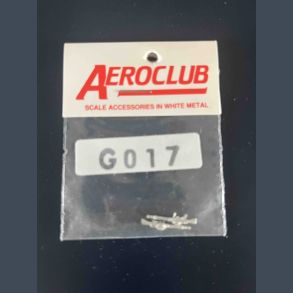 AEROCLUB
SCALE ACCESSORIES IN WHITE METAL
G017